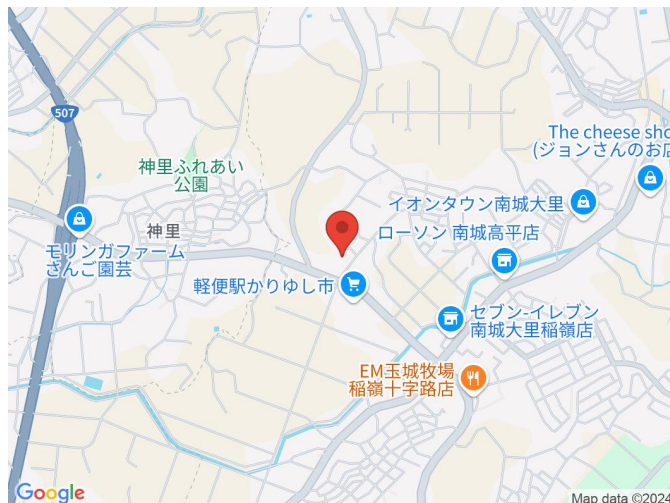 507
The cheese sho
(ジョンさんのお店
神里ふれあい
公園
イオンタウン南城大里
神里
ローソン 南城高平店
モリンガファーム
さんご園芸
軽便駅かりゆし市
セブン-イレブン
南城大里稲嶺店
EM玉城牧場
稲嶺十字路店
Google
Map data ©2024